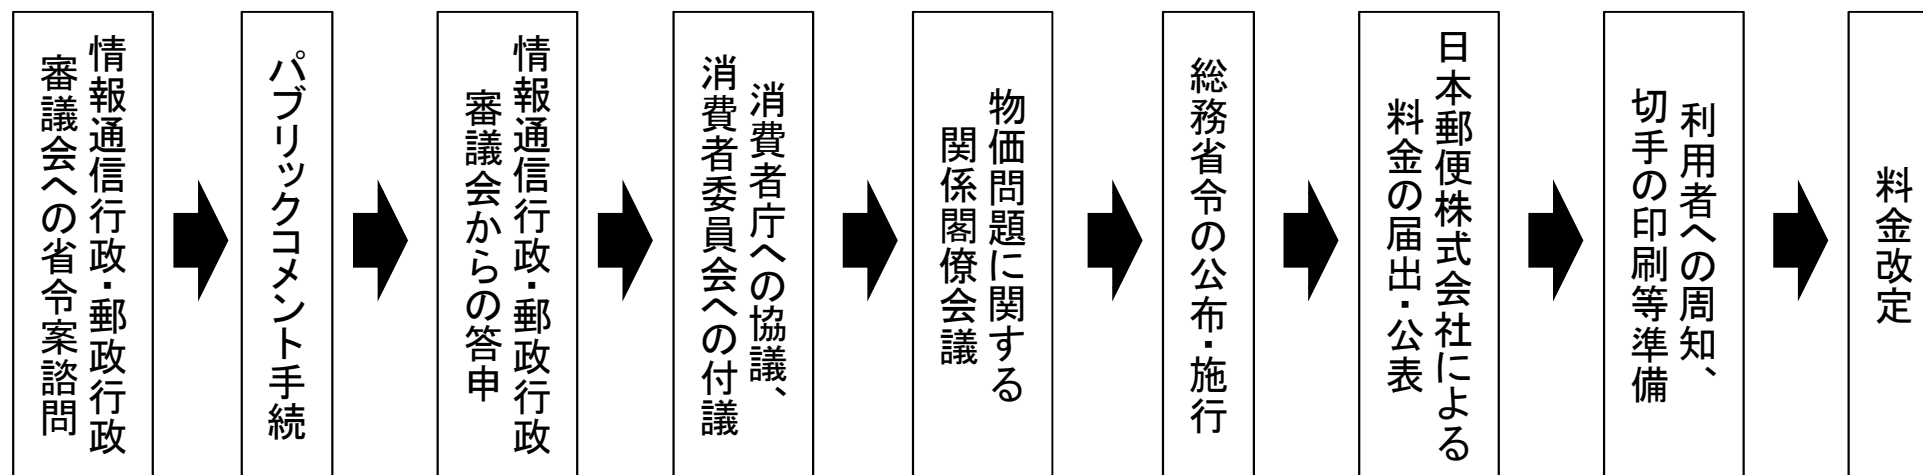 情報通信行政・郵政行政
審議会への省令案諮問
パブリックコメント手続
情報通信行政・郵政行政
審議会からの答申
消費者庁への協議、
消費者委員会への付議
物価問題に関する
関係閣僚会議
総務省令の公布・施行
日本郵便株式会社による
料金の届出・公表
利用者への周知、
切手の印刷等準備
料金改定